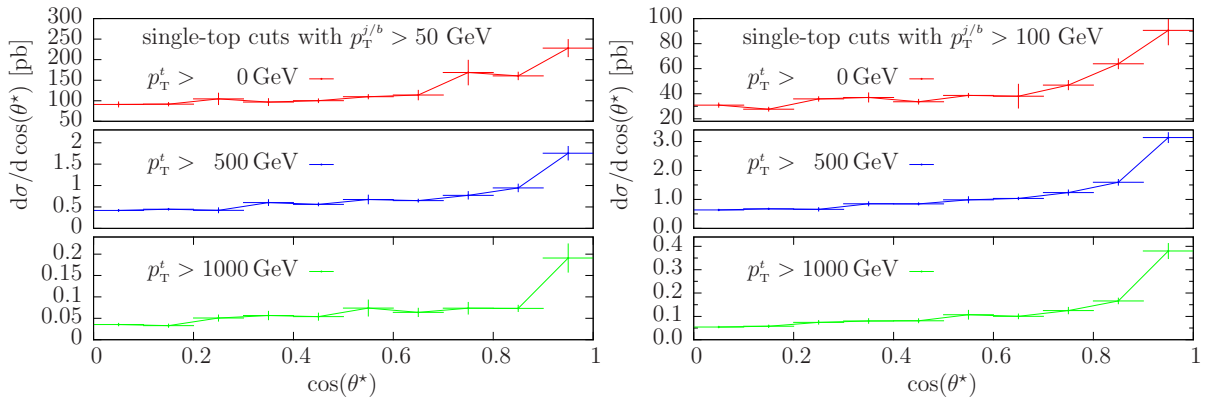 single-top cuts with p_T^{j/b} > 50 GeV
p_T^t > 0 GeV
300
250
200
150
100
50
p_T^t > 500 GeV
2
1.5
1
0.5
0
p_T^t > 1000 GeV
0.2
0.15
0.1
0.05
0
0 0.2 0.4 0.6 0.8 1
cos(θ⋆)
dσ/d cos(θ⋆) [pb]
single-top cuts with p_T^{j/b} > 100 GeV
p_T^t > 0 GeV
100
80
60
40
20
p_T^t > 500 GeV
3.0
2.0
1.0
0
p_T^t > 1000 GeV
0.4
0.3
0.2
0.1
0.0
0 0.2 0.4 0.6 0.8 1
cos(θ⋆)
dσ/d cos(θ⋆) [pb]